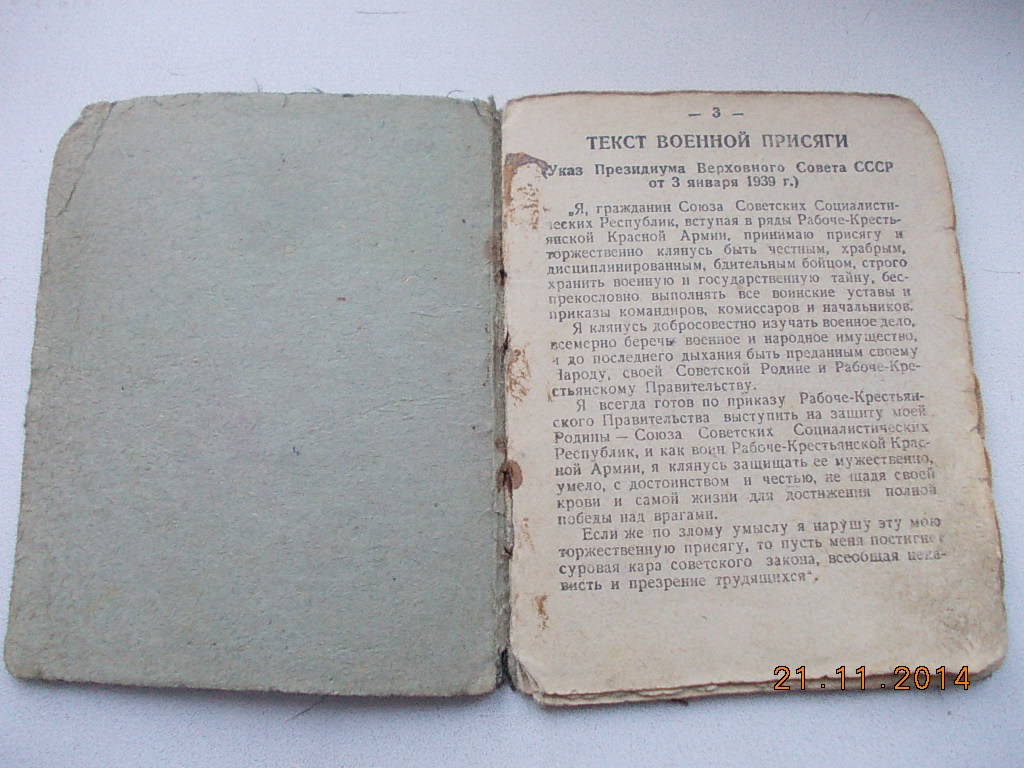 — 3 —
ТЕКСТ ВОЕННОЙ ПРИСЯГИ
(Указ Президиума Верховного Совета СССР
от 3 января 1939 г.)
„Я, гражданин Союза Советских Социалисти-
ческих Республик, вступая в ряды Рабоче-Кресть-
янской Красной Армии, принимаю присягу и
торжественно клянусь быть честным, храбрым,
дисциплинированным, бдительным бойцом, строго
хранить военную и государственную тайну, бес-
прекословно выполнять все воинские уставы и
приказы командиров, комиссаров и начальников.
Я клянусь добросовестно изучать военное дело,
всемерно беречь военное и народное имущество,
и до последнего дыхания быть преданным своему
Народу, своей Советской Родине и Рабоче-Кре-
стьянскому Правительству.
Я всегда готов по приказу Рабоче-Крестьян-
ского Правительства выступить на защиту моей
Родины — Союза Советских Социалистических
Республик, и как воин Рабоче-Крестьянской Крас-
ной Армии, я клянусь защищать ее мужественно,
умело, с достоинством и честью, не щадя своей
крови и самой жизни для достижения полной
победы над врагами.
Если же по злому умыслу я нарушу эту мою
торжественную присягу, то пусть меня постигнет
суровая кара советского закона, всеобщая нена-
висть и презрение трудящихся“.
21.11.2014